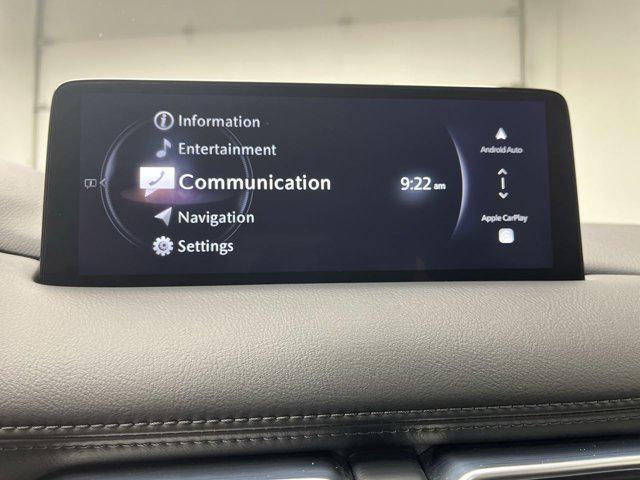 Information
Entertainment
Communication
Navigation
Settings
9:22 am
Android Auto
Apple CarPlay